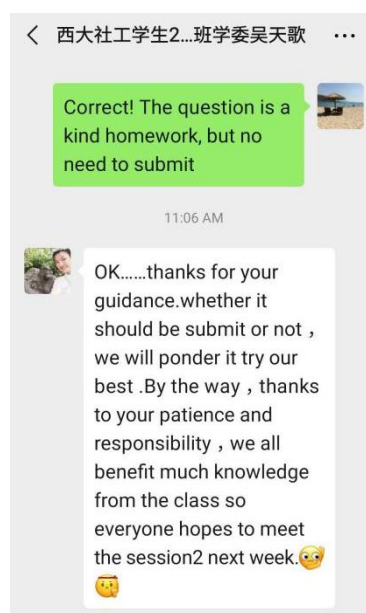 西大社工学生2...班学委吴天歌
Correct! The question is a
kind homework, but no
need to submit
11:06 AM
OK......thanks for your
guidance.whether it
should be submit or not ,
we will ponder it try our
best .By the way , thanks
to your patience and
responsibility , we all
benefit much knowledge
from the class so
everyone hopes to meet
the session2 next week.